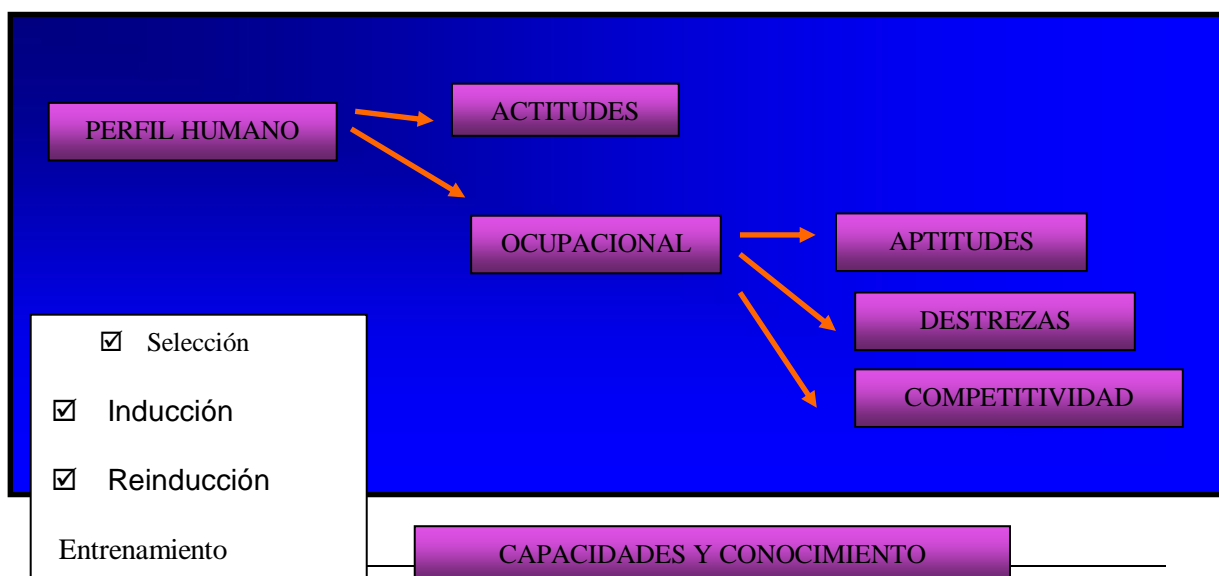 PERFIL HUMANO
ACTITUDES
OCUPACIONAL
APTITUDES
DESTREZAS
COMPETITIVIDAD
☑ Selección
☑ Inducción
☑ Reinducción
Entrenamiento
CAPACIDADES Y CONOCIMIENTO